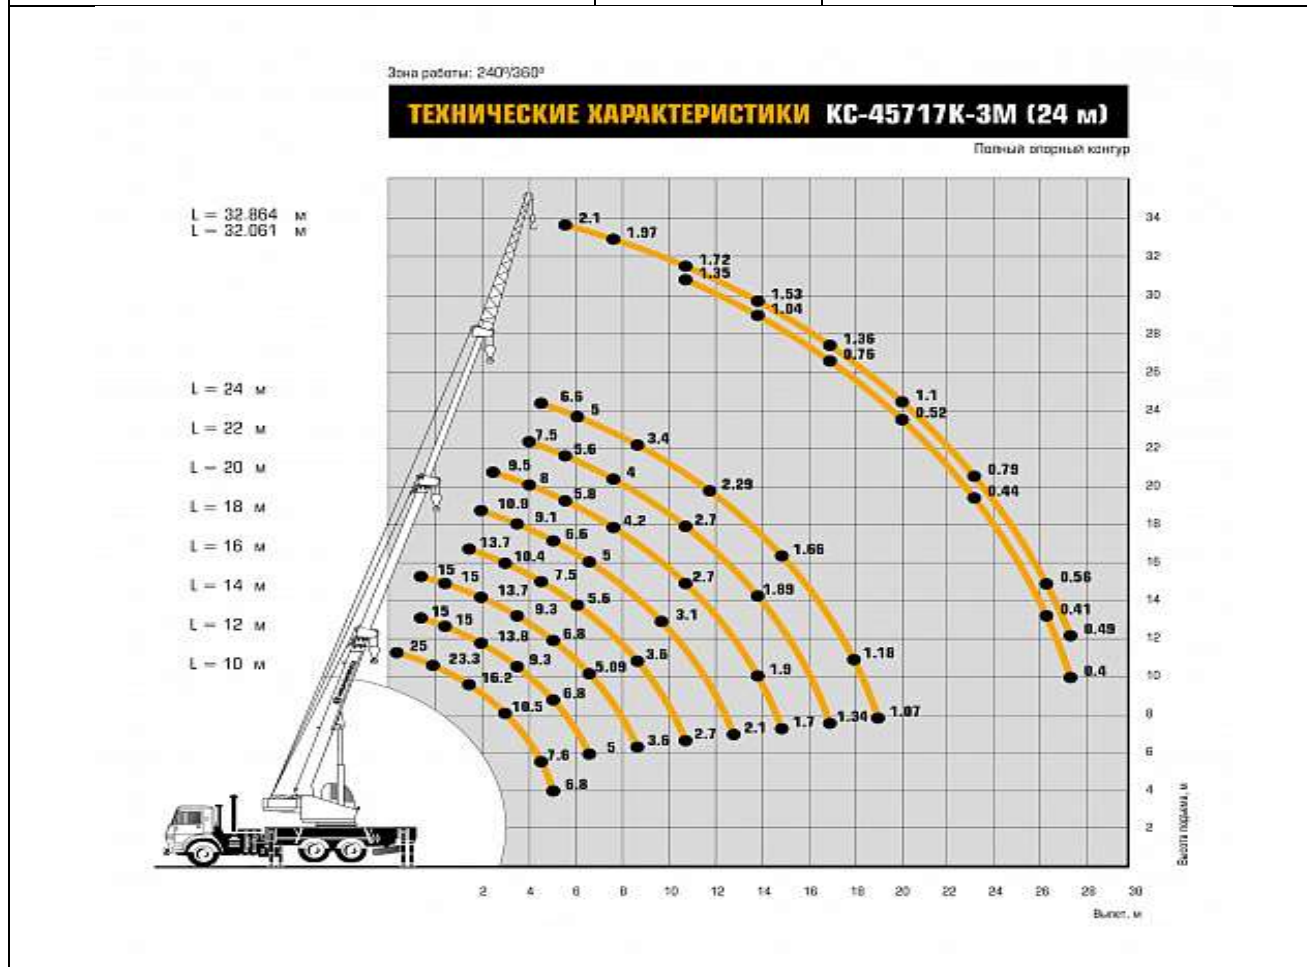 Зона работы: 240º/360º
ТЕХНИЧЕСКИЕ ХАРАКТЕРИСТИКИ КС-45717К-3М (24 м)
Полный опорный контур
L = 32.864 м
L = 32.061 м
L = 24 м
L = 22 м
L = 20 м
L = 18 м
L = 16 м
L = 14 м
L = 12 м
L = 10 м
2.1 1.97 1.72 1.53 1.36 1.1 0.79 0.56 0.49
1.35 1.04 0.76 0.52 0.44 0.41 0.4
6.6 5 3.4 2.29 1.66 1.18 1.07
7.5 5.6 4 2.7 1.89 1.34
9.5 8 5.8 4.2 2.7 1.9 1.7
10.9 9.1 6.6 5 3.1 2.1
13.7 10.4 7.5 5.6 3.6 2.7
15 15 13.7 9.3 6.8 5.09 3.6
15 15 13.8 9.3 6.8 5
25 23.3 16.2 10.5 7.6 6.8
34
32
30
28
26
24
22
20
18
16
14
12
10
8
6
4
2
Высота подъема, м
2 4 6 8 10 12 14 16 18 20 22 24 26 28 30
Вылет, м